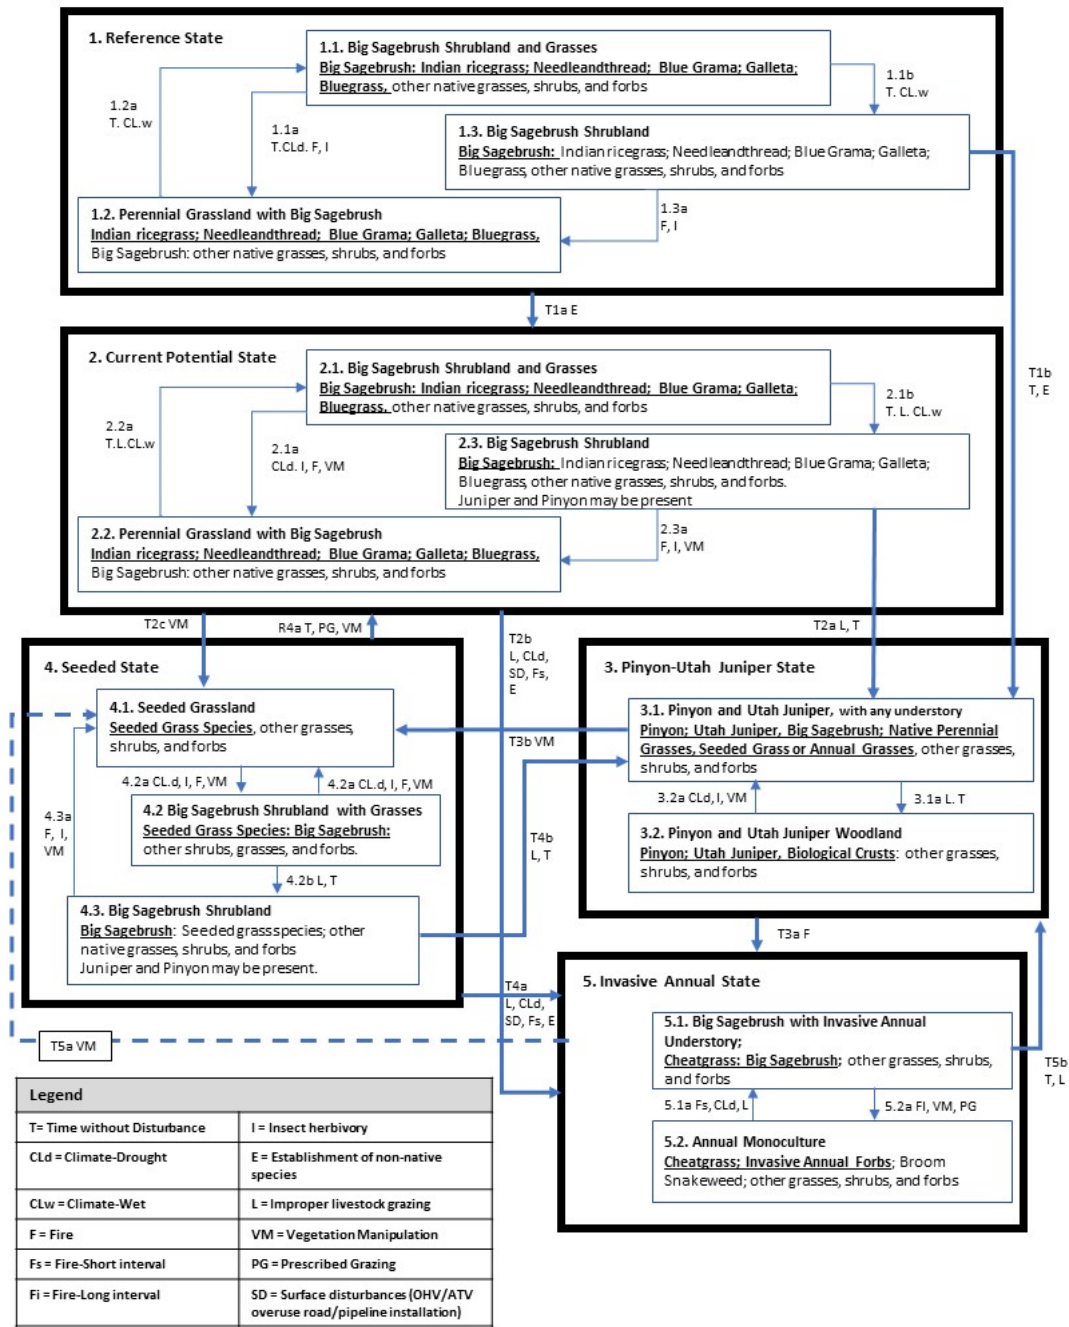 1. Reference State
1.1. Big Sagebrush Shrubland and Grasses
Big Sagebrush: Indian ricegrass; Needleandthread; Blue Grama; Galleta;
Bluegrass, other native grasses, shrubs, and forbs
1.2a
T. CL.w
1.1a
T.CLd. F, I
1.1b
T. CL.w
1.3. Big Sagebrush Shrubland
Big Sagebrush: Indian ricegrass; Needleandthread; Blue Grama; Galleta;
Bluegrass, other native grasses, shrubs, and forbs
1.3a
F, I
1.2. Perennial Grassland with Big Sagebrush
Indian ricegrass; Needleandthread; Blue Grama; Galleta; Bluegrass,
Big Sagebrush: other native grasses, shrubs, and forbs
T1a E
T1b
T, E
2. Current Potential State
2.1. Big Sagebrush Shrubland and Grasses
Big Sagebrush: Indian ricegrass; Needleandthread; Blue Grama; Galleta;
Bluegrass, other native grasses, shrubs, and forbs
2.2a
T.L.CL.w
2.1a
CLd. I, F, VM
2.1b
T. L. CL.w
2.3. Big Sagebrush Shrubland
Big Sagebrush: Indian ricegrass; Needleandthread; Blue Grama; Galleta;
Bluegrass, other native grasses, shrubs, and forbs.
Juniper and Pinyon may be present
2.3a
F, I, VM
2.2. Perennial Grassland with Big Sagebrush
Indian ricegrass; Needleandthread; Blue Grama; Galleta; Bluegrass,
Big Sagebrush: other native grasses, shrubs, and forbs
T2c VM
R4a T, PG, VM
T2b
L, CLd,
SD, Fs,
E
T2a L, T
4. Seeded State
4.1. Seeded Grassland
Seeded Grass Species, other grasses,
shrubs, and forbs
4.2a CL.d, I, F, VM
4.2a CL.d, I, F, VM
4.2 Big Sagebrush Shrubland with Grasses
Seeded Grass Species: Big Sagebrush:
other shrubs, grasses, and forbs.
4.3a
F, I,
VM
4.2b L, T
4.3. Big Sagebrush Shrubland
Big Sagebrush: Seeded grass species; other
native grasses, shrubs, and forbs
Juniper and Pinyon may be present.
T3b VM
T4b
L, T
3. Pinyon-Utah Juniper State
3.1. Pinyon and Utah Juniper, with any understory
Pinyon; Utah Juniper, Big Sagebrush; Native Perennial
Grasses, Seeded Grass or Annual Grasses, other grasses,
shrubs, and forbs
3.2a CLd, I, VM
3.1a L. T
3.2. Pinyon and Utah Juniper Woodland
Pinyon; Utah Juniper, Biological Crusts: other grasses,
shrubs, and forbs
T3a F
T4a
L, CLd,
SD, Fs, E
T5a VM
5. Invasive Annual State
5.1. Big Sagebrush with Invasive Annual
Understory;
Cheatgrass: Big Sagebrush; other grasses, shrubs,
and forbs
5.1a Fs, CLd, L
5.2a FI, VM, PG
5.2. Annual Monoculture
Cheatgrass; Invasive Annual Forbs; Broom
Snakeweed; other grasses, shrubs, and forbs
T5b
T, L
Legend
T= Time without Disturbance
I = Insect herbivory
CLd = Climate-Drought
E = Establishment of non-native
species
CLw = Climate-Wet
L = Improper livestock grazing
F = Fire
VM = Vegetation Manipulation
Fs = Fire-Short interval
PG = Prescribed Grazing
Fi = Fire-Long interval
SD = Surface disturbances (OHV/ATV
overuse road/pipeline installation)